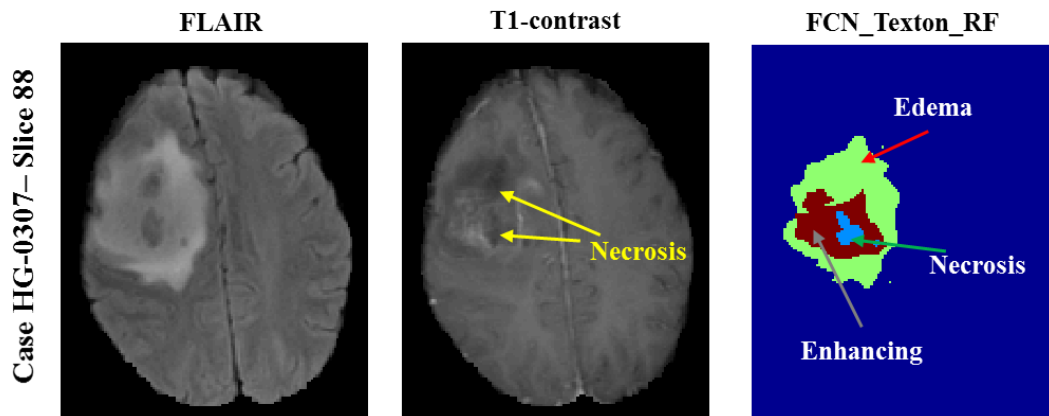 FLAIR
T1-contrast
FCN_Texton_RF
Case HG-0307– Slice 88
Necrosis
Edema
Necrosis
Enhancing